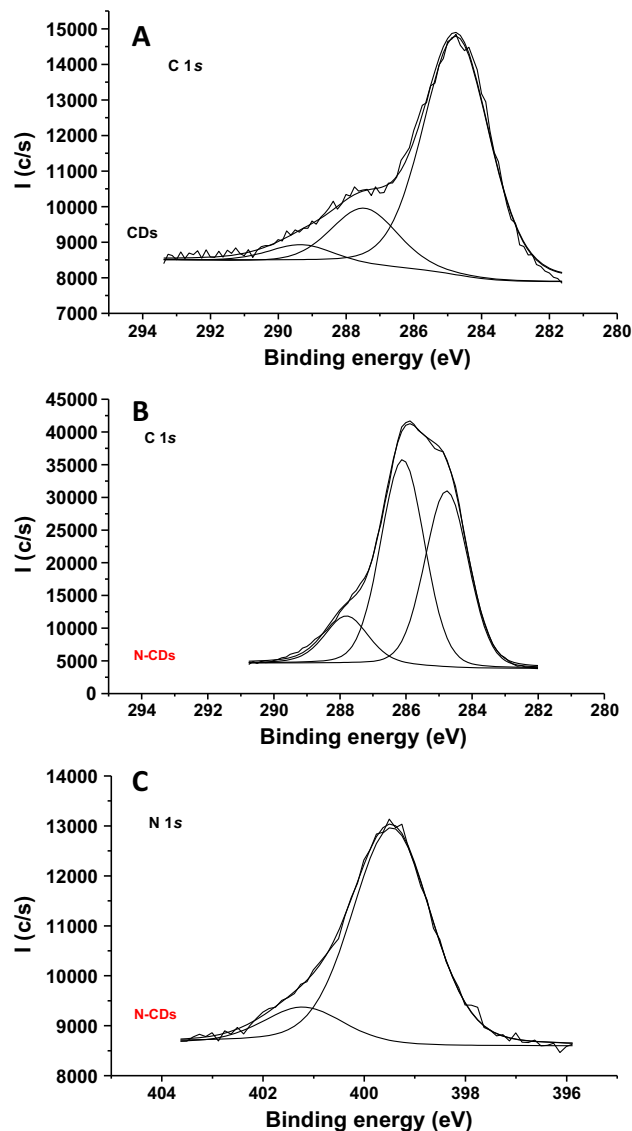 A
C 1s
CDs
I (c/s)
15000
14000
13000
12000
11000
10000
9000
8000
7000
294 292 290 288 286 284 282 280
Binding energy (eV)
B
C 1s
N-CDs
I (c/s)
45000
40000
35000
30000
25000
20000
15000
10000
5000
0
294 292 290 288 286 284 282 280
Binding energy (eV)
C
N 1s
N-CDs
I (c/s)
14000
13000
12000
11000
10000
9000
8000
404 402 400 398 396
Binding energy (eV)